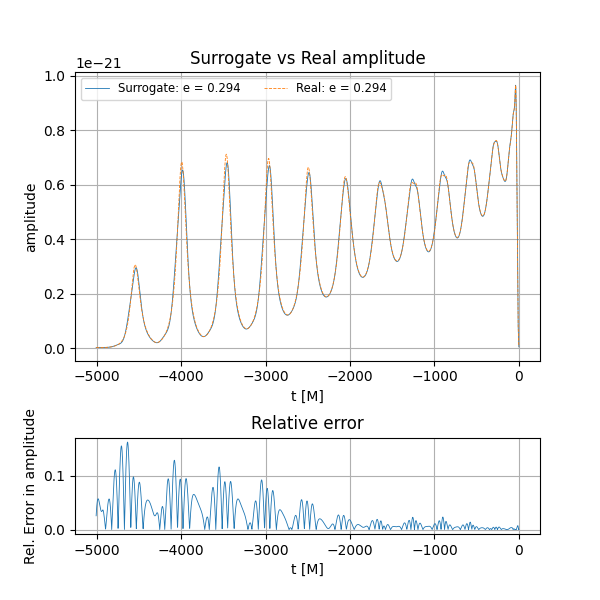 Surrogate vs Real amplitude
1e−21
Surrogate: e = 0.294 Real: e = 0.294
1.0
0.8
0.6
0.4
0.2
0.0
amplitude
−5000 −4000 −3000 −2000 −1000 0
t [M]
Relative error
0.1
0.0
Rel. Error in amplitude
−5000 −4000 −3000 −2000 −1000 0
t [M]